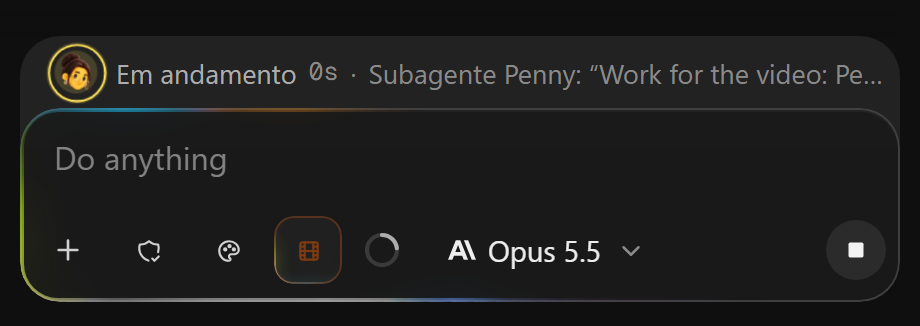 Em andamento 0s · Subagente Penny: “Work for the video: Pe...
Do anything
A\ Opus 5.5